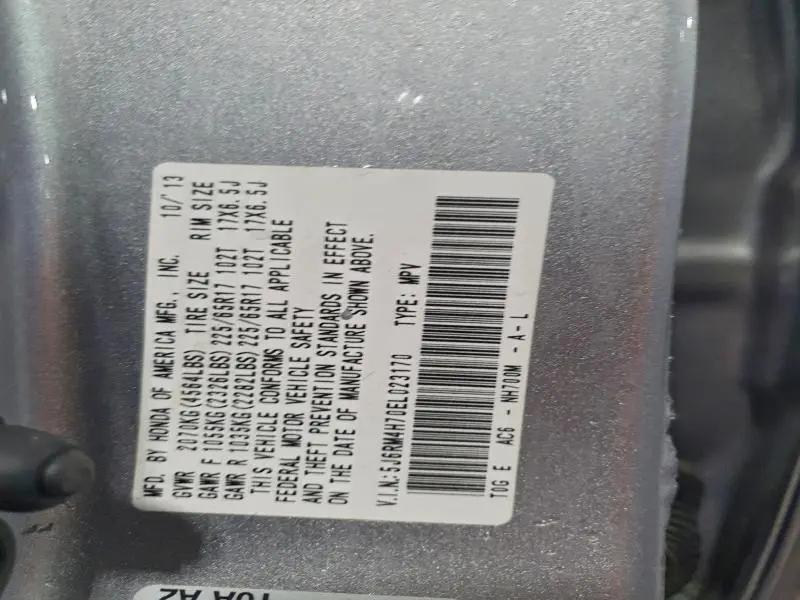 MFD. BY HONDA OF AMERICA MFG., INC. 10/'13
GVWR 2070KG(4564LBS) TIRE SIZE RIM SIZE
GAWR F 1055KG(2326LBS) 225/65R17 102T 17X6.5J
GAWR R 1035KG(2282LBS) 225/65R17 102T 17X6.5J
THIS VEHICLE CONFORMS TO ALL APPLICABLE
FEDERAL MOTOR VEHICLE SAFETY
AND THEFT PREVENTION STANDARDS IN EFFECT
ON THE DATE OF MANUFACTURE SHOWN ABOVE.
V.I.N.:5J6RM4H70EL023170 TYPE: MPV
T0G E AC6 - NH700M - A - L
T0A A2